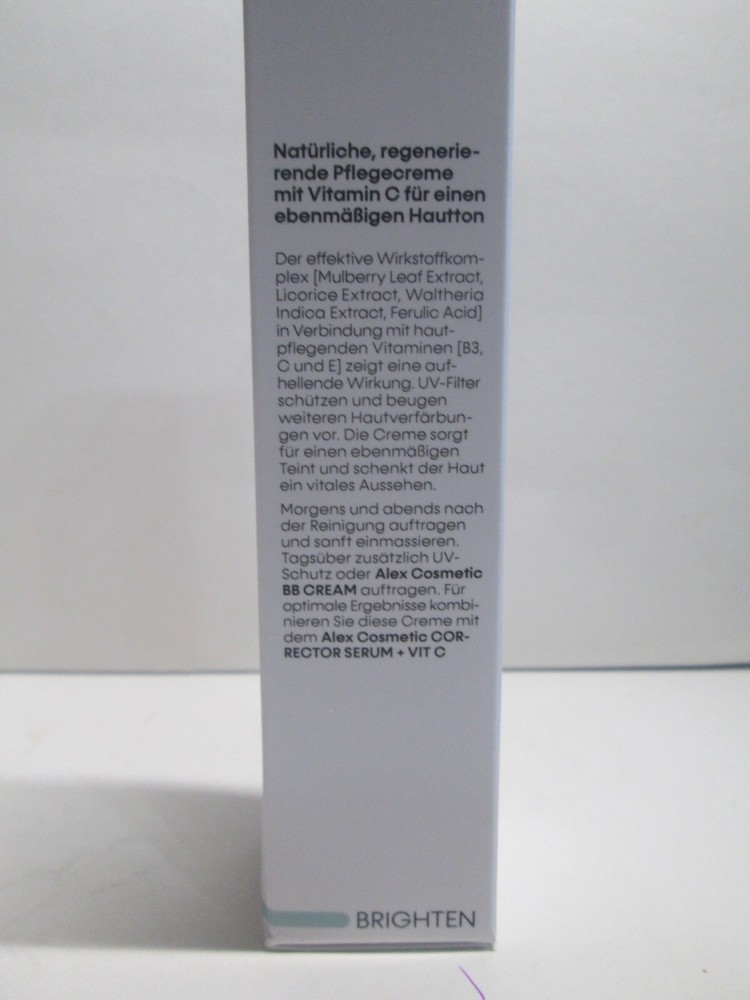 Natürliche, regenerie-
rende Pflegecreme
mit Vitamin C für einen
ebenmäßigen Hautton
Der effektive Wirkstoffkom-
plex [Mulberry Leaf Extract,
Licorice Extract, Waltheria
Indica Extract, Ferulic Acid]
in Verbindung mit haut-
pflegenden Vitaminen [B3,
C und E] zeigt eine auf-
hellende Wirkung. UV-Filter
schützen und beugen
weiteren Hautverfärbun-
gen vor. Die Creme sorgt
für einen ebenmäßigen
Teint und schenkt der Haut
ein vitales Aussehen.
Morgens und abends nach
der Reinigung auftragen
und sanft einmassieren.
Tagsüber zusätzlich UV-
Schutz oder Alex Cosmetic
BB CREAM auftragen. Für
optimale Ergebnisse kombi-
nieren Sie diese Creme mit
dem Alex Cosmetic COR-
RECTOR SERUM + VIT C
BRIGHTEN